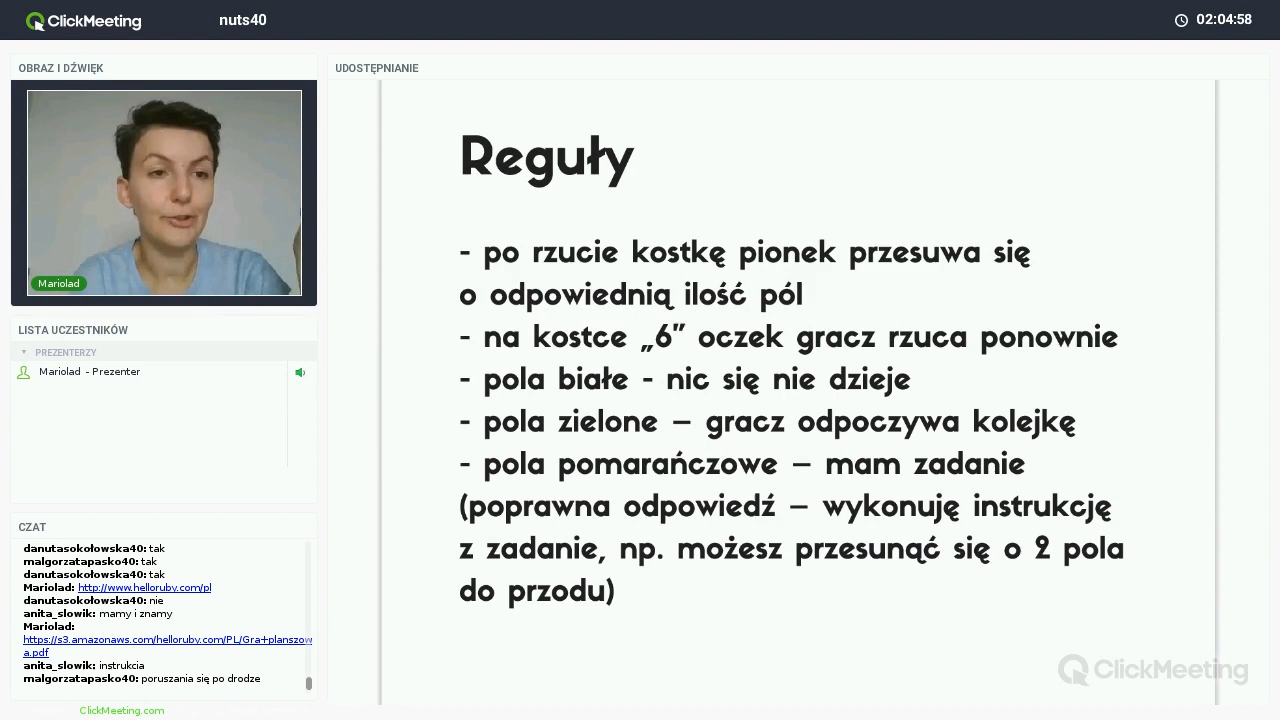 ClickMeeting
nuts40
02:04:58
OBRAZ I DŹWIĘK
Mariolad
LISTA UCZESTNIKÓW
PREZENTERZY
Mariolad - Prezenter
CZAT
danutasokołowska40: tak
malgorzatapasko40: tak
danutasokołowska40: tak
Mariolad: http://www.helloruby.com/pl
danutasokołowska40: nie
anita_slowik: mamy i znamy
Mariolad:
https://s3.amazonaws.com/helloruby.com/PL/Gra+planszow
a.pdf
anita_slowik: instrukcia
malgorzatapasko40: poruszania się po drodze
ClickMeeting.com
UDOSTĘPNIANIE
Reguły
- po rzucie kostkę pionek przesuwa się
o odpowiednią ilość pól
- na kostce „6” oczek gracz rzuca ponownie
- pola białe - nic się nie dzieje
- pola zielone – gracz odpoczywa kolejkę
- pola pomarańczowe – mam zadanie
(poprawna odpowiedź – wykonuję instrukcję
z zadanie, np. możesz przesunąć się o 2 pola
do przodu)
ClickMeeting